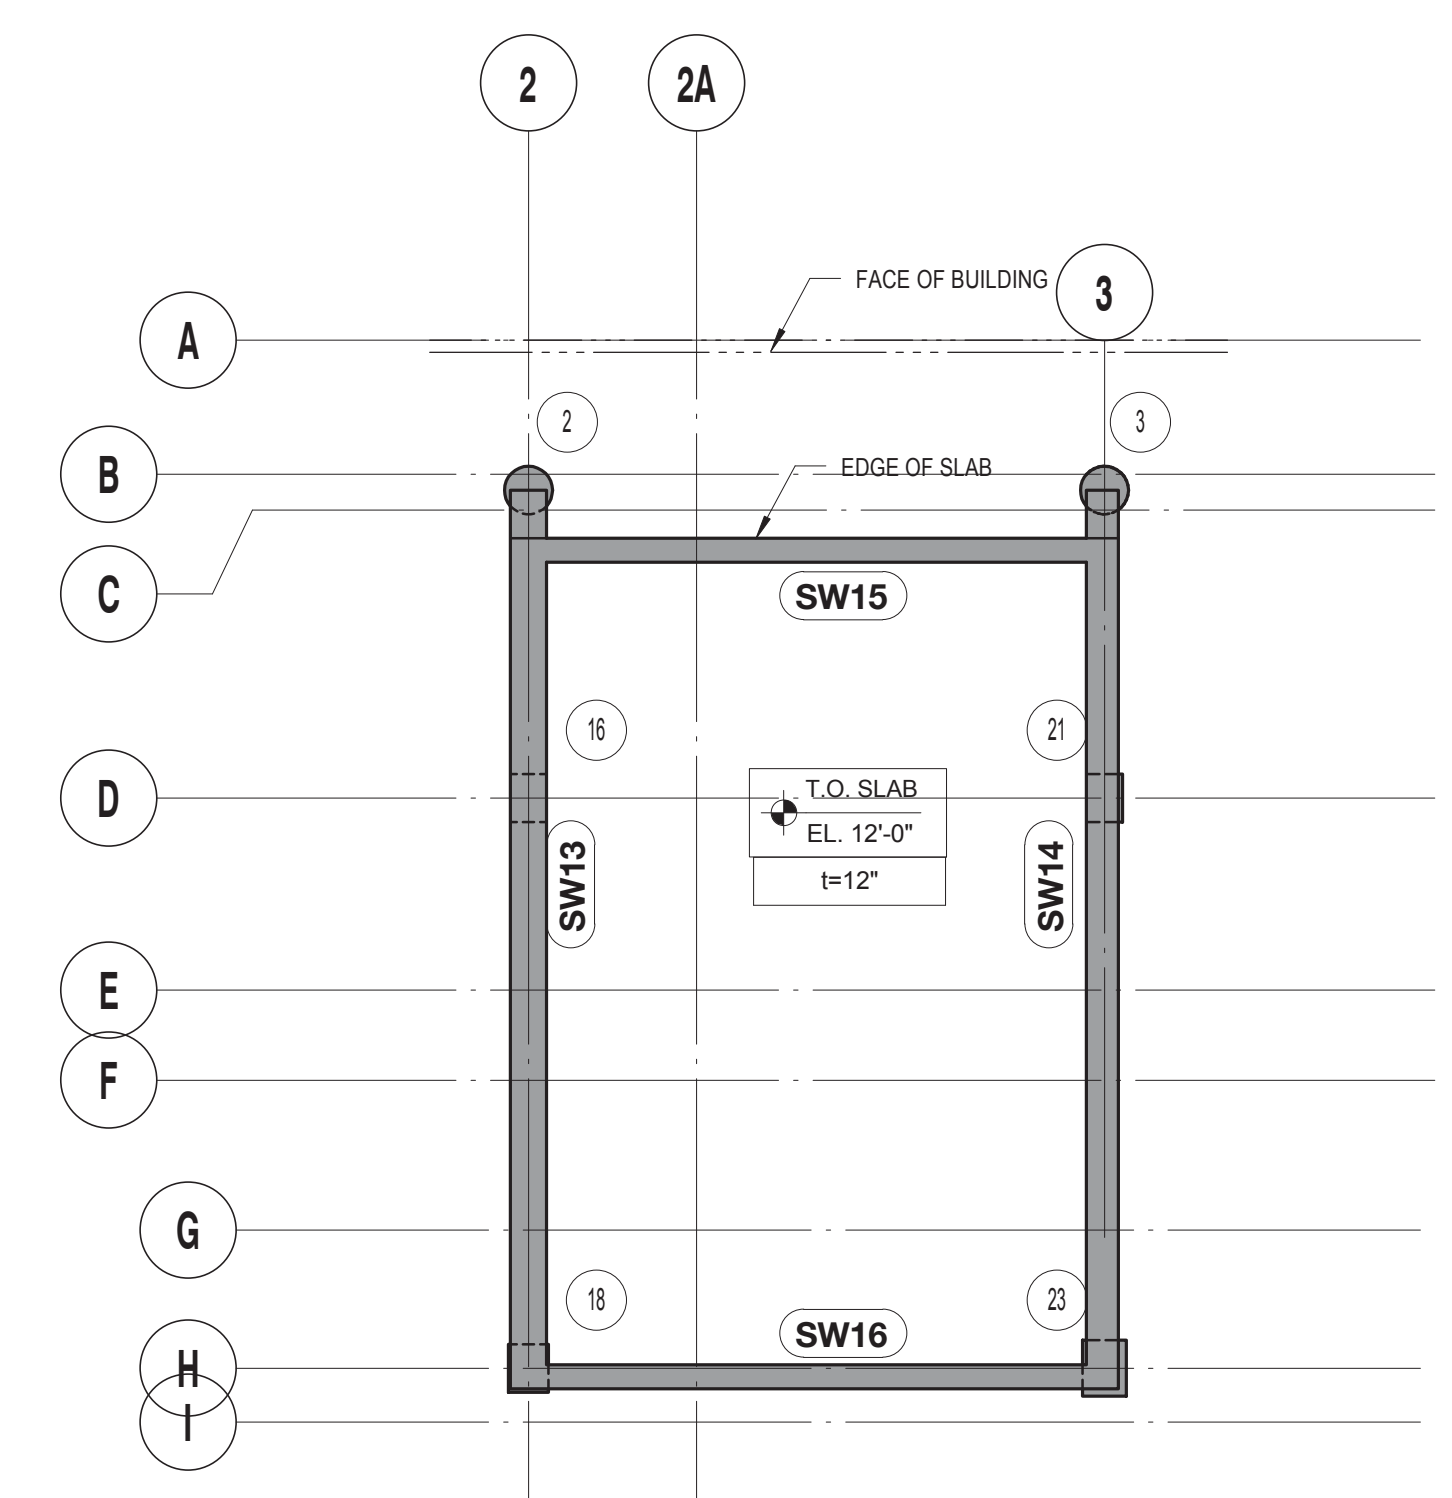 2
2A
FACE OF BUILDING
3
A
2
3
B
EDGE OF SLAB
C
SW15
16
21
D
T.O. SLAB
EL. 12'-0"
t=12"
SW13
SW14
E
F
G
18
23
SW16
H
I